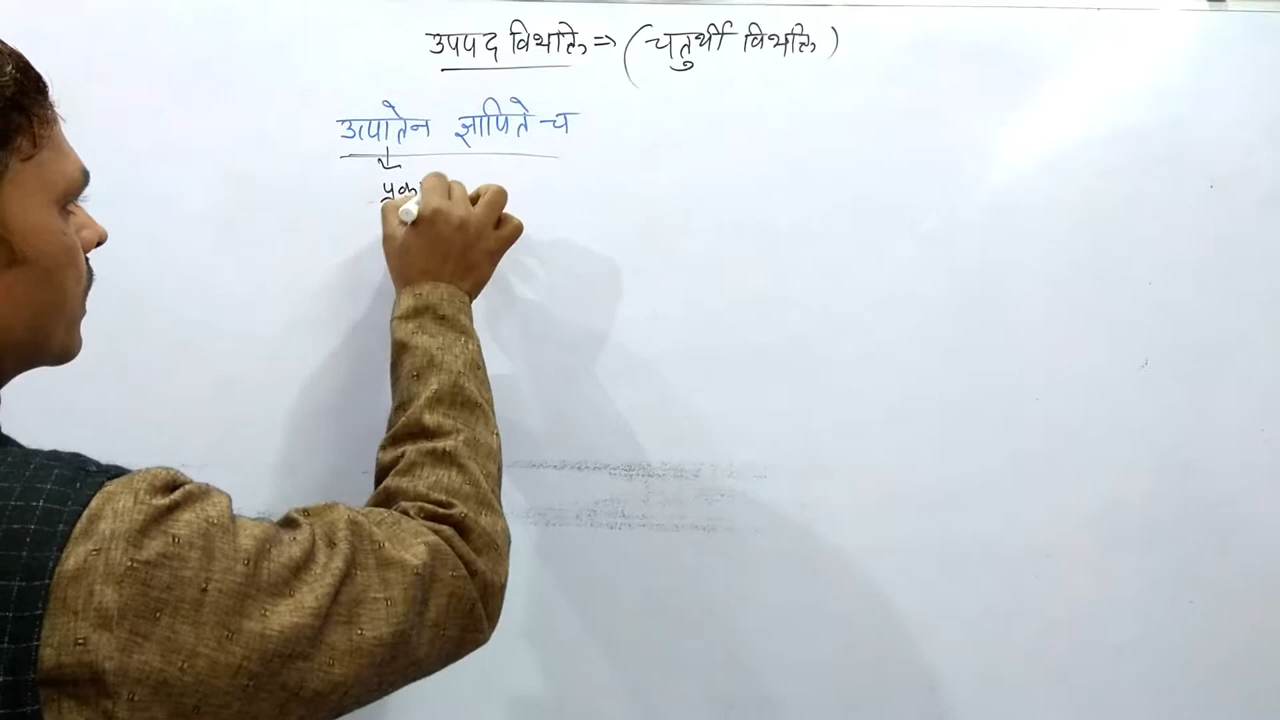 उपपद विभक्ति => (चतुर्थी विभक्ति)
उत्पातेन ज्ञापिते च